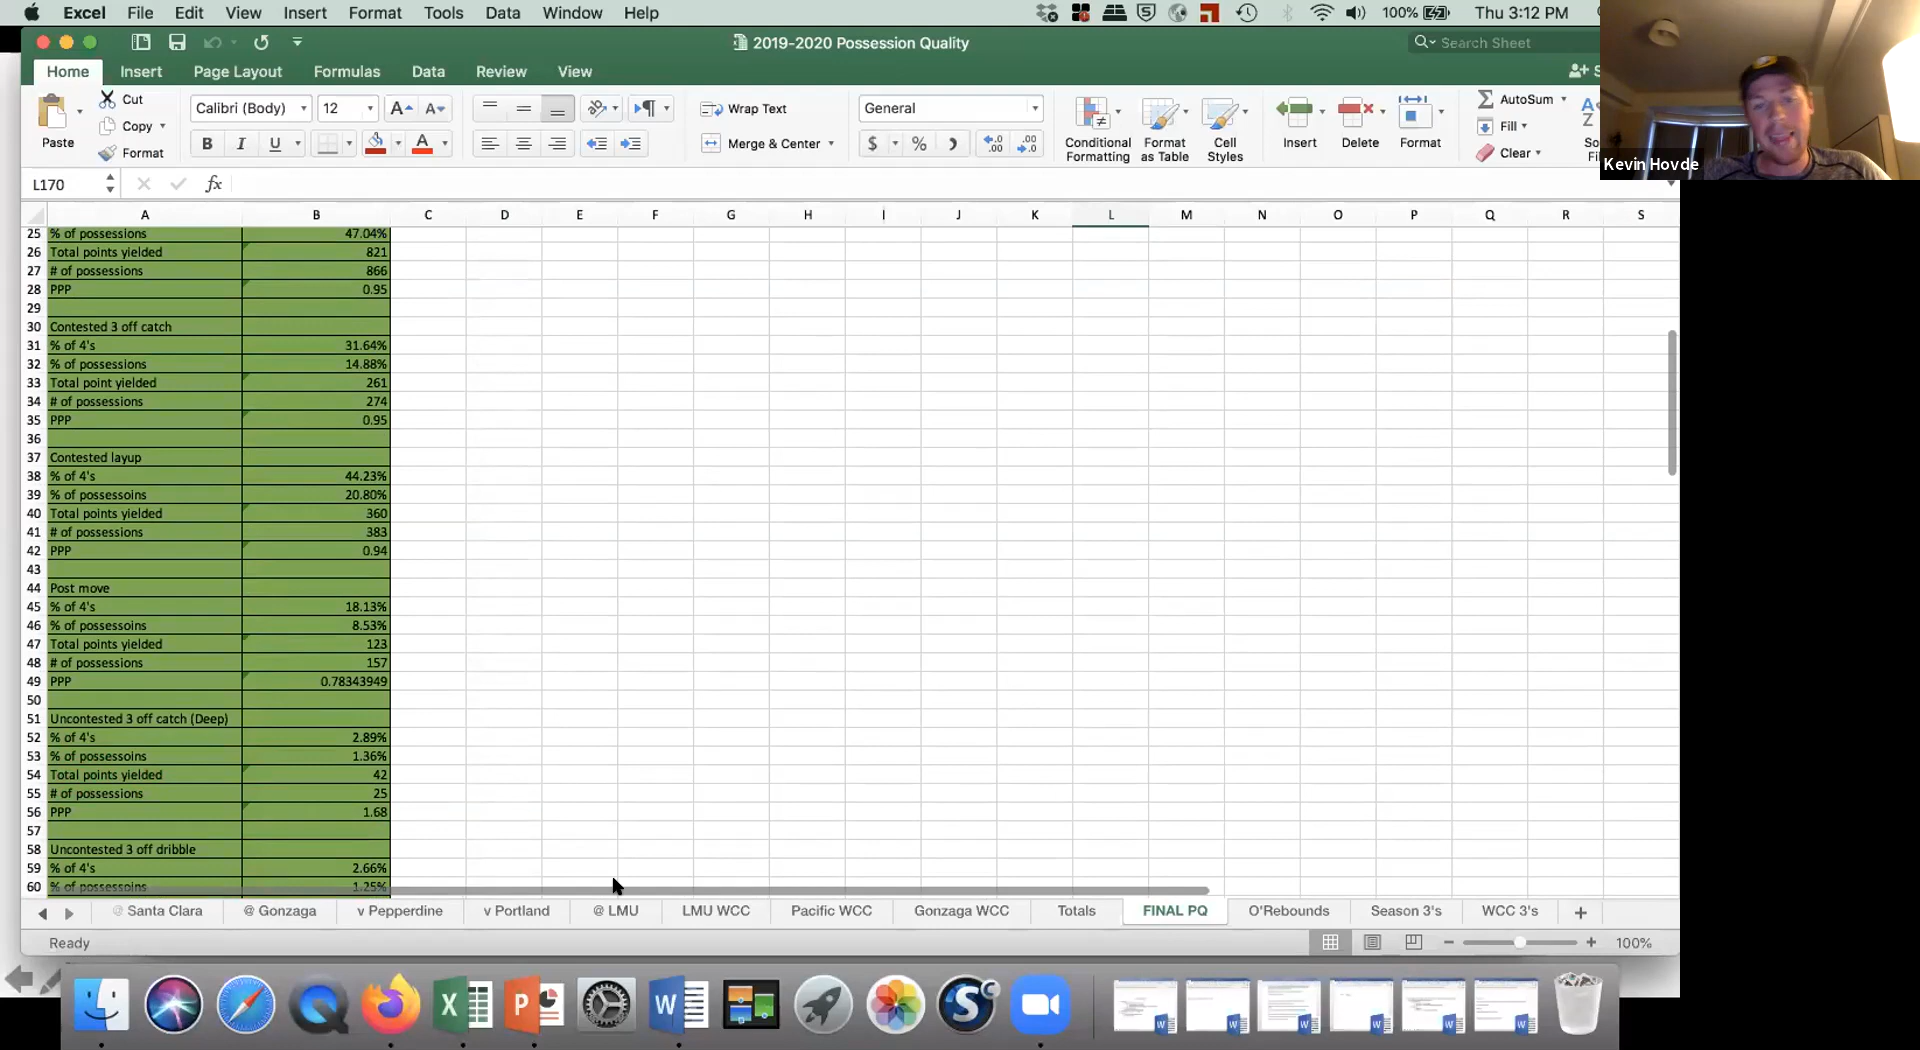 Excel File Edit View Insert Format Tools Data Window Help 100% Thu 3:12 PM
2019-2020 Possession Quality Search Sheet
Home Insert Page Layout Formulas Data Review View
Paste Cut Copy Format
Calibri (Body) 12 A A Wrap Text General
B I U A Merge & Center $ % .0 .00 .00 .0
Conditional Formatting Format as Table Cell Styles Insert Delete Format
AutoSum Fill Clear
Kevin Hovde
L170 fx
A B C D E F G H I J K L M N O P Q R S
25 % of possessions 47.04%
26 Total points yielded 821
27 # of possessions 866
28 PPP 0.95
29
30 Contested 3 off catch
31 % of 4's 31.64%
32 % of possessions 14.88%
33 Total point yielded 261
34 # of possessions 274
35 PPP 0.95
36
37 Contested layup
38 % of 4's 44.23%
39 % of possessoins 20.80%
40 Total points yielded 360
41 # of possessions 383
42 PPP 0.94
43
44 Post move
45 % of 4's 18.13%
46 % of possessoins 8.53%
47 Total points yielded 123
48 # of possessions 157
49 PPP 0.78343949
50
51 Uncontested 3 off catch (Deep)
52 % of 4's 2.89%
53 % of possessoins 1.36%
54 Total points yielded 42
55 # of possessions 25
56 PPP 1.68
57
58 Uncontested 3 off dribble
59 % of 4's 2.66%
60 % of possessoins 1.25%
@ Santa Clara @ Gonzaga v Pepperdine v Portland @ LMU LMU WCC Pacific WCC Gonzaga WCC Totals FINAL PQ O'Rebounds Season 3's WCC 3's +
Ready 100%